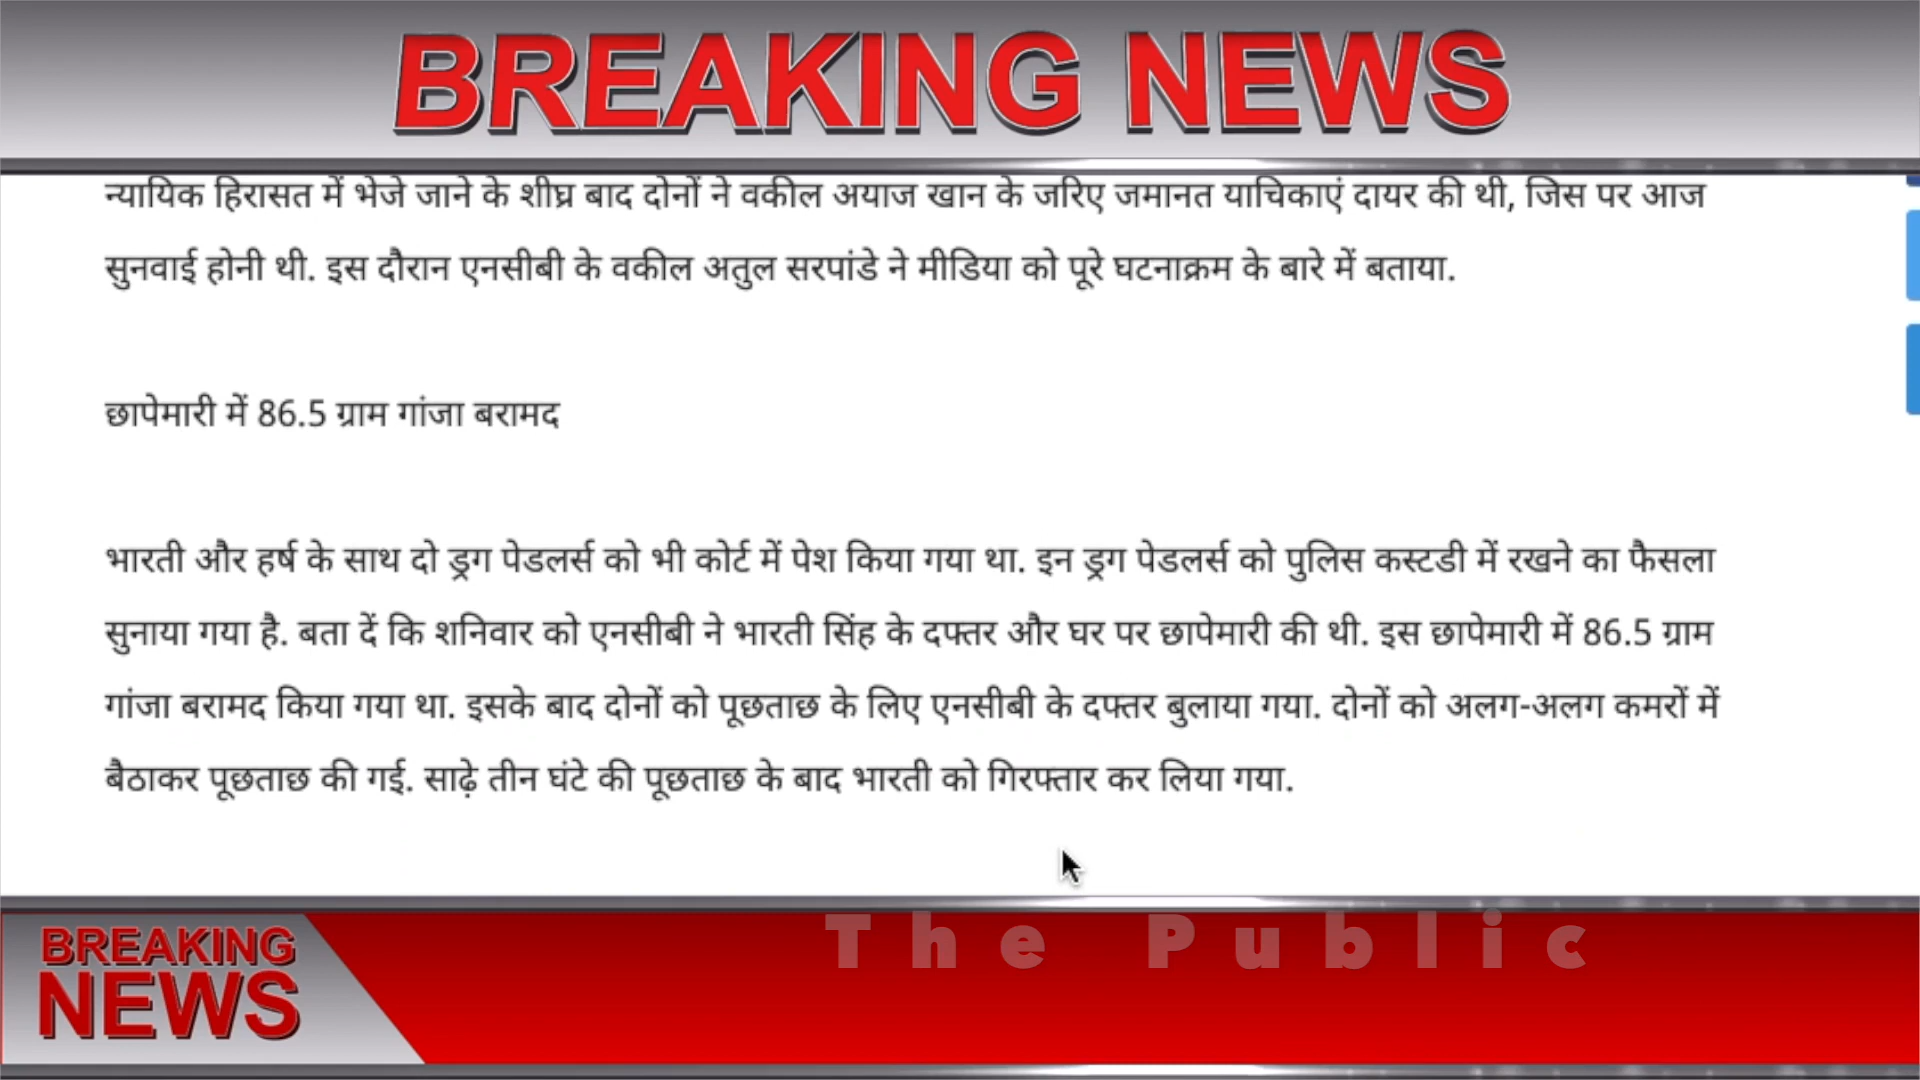 BREAKING NEWS
न्यायिक हिरासत में भेजे जाने के शीघ्र बाद दोनों ने वकील अयाज खान के जरिए जमानत याचिकाएं दायर की थी, जिस पर आज
सुनवाई होनी थी. इस दौरान एनसीबी के वकील अतुल सरपांडे ने मीडिया को पूरे घटनाक्रम के बारे में बताया.
छापेमारी में 86.5 ग्राम गांजा बरामद
भारती और हर्ष के साथ दो ड्रग पेडलर्स को भी कोर्ट में पेश किया गया था. इन ड्रग पेडलर्स को पुलिस कस्टडी में रखने का फैसला
सुनाया गया है. बता दें कि शनिवार को एनसीबी ने भारती सिंह के दफ्तर और घर पर छापेमारी की थी. इस छापेमारी में 86.5 ग्राम
गांजा बरामद किया गया था. इसके बाद दोनों को पूछताछ के लिए एनसीबी के दफ्तर बुलाया गया. दोनों को अलग-अलग कमरों में
बैठाकर पूछताछ की गई. साढ़े तीन घंटे की पूछताछ के बाद भारती को गिरफ्तार कर लिया गया.
The Public
BREAKING
NEWS